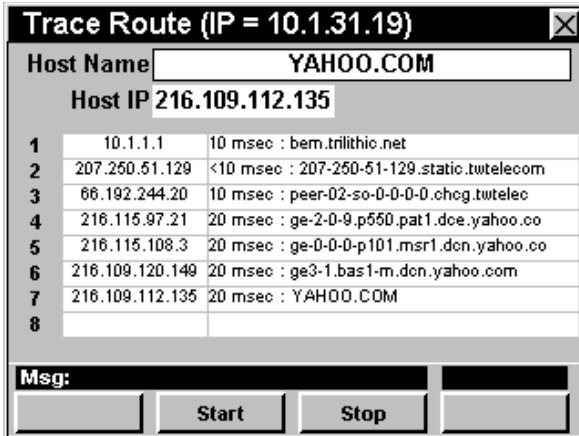 Trace Route (IP = 10.1.31.19)
Host Name YAHOO.COM
Host IP 216.109.112.135
1 10.1.1.1 10 msec : bem.trilithic.net
2 207.250.51.129 <10 msec : 207-250-51-129.static.twtelecom
3 66.192.244.20 10 msec : peer-02-so-0-0-0-0.chcg.twtelec
4 216.115.97.21 20 msec : ge-2-0-9.p550.pat1.dce.yahoo.co
5 216.115.108.3 20 msec : ge-0-0-0-p101.msr1.dcn.yahoo.co
6 216.109.120.149 20 msec : ge3-1.bas1-m.dcn.yahoo.com
7 216.109.112.135 20 msec : YAHOO.COM
8
Msg:
Start Stop